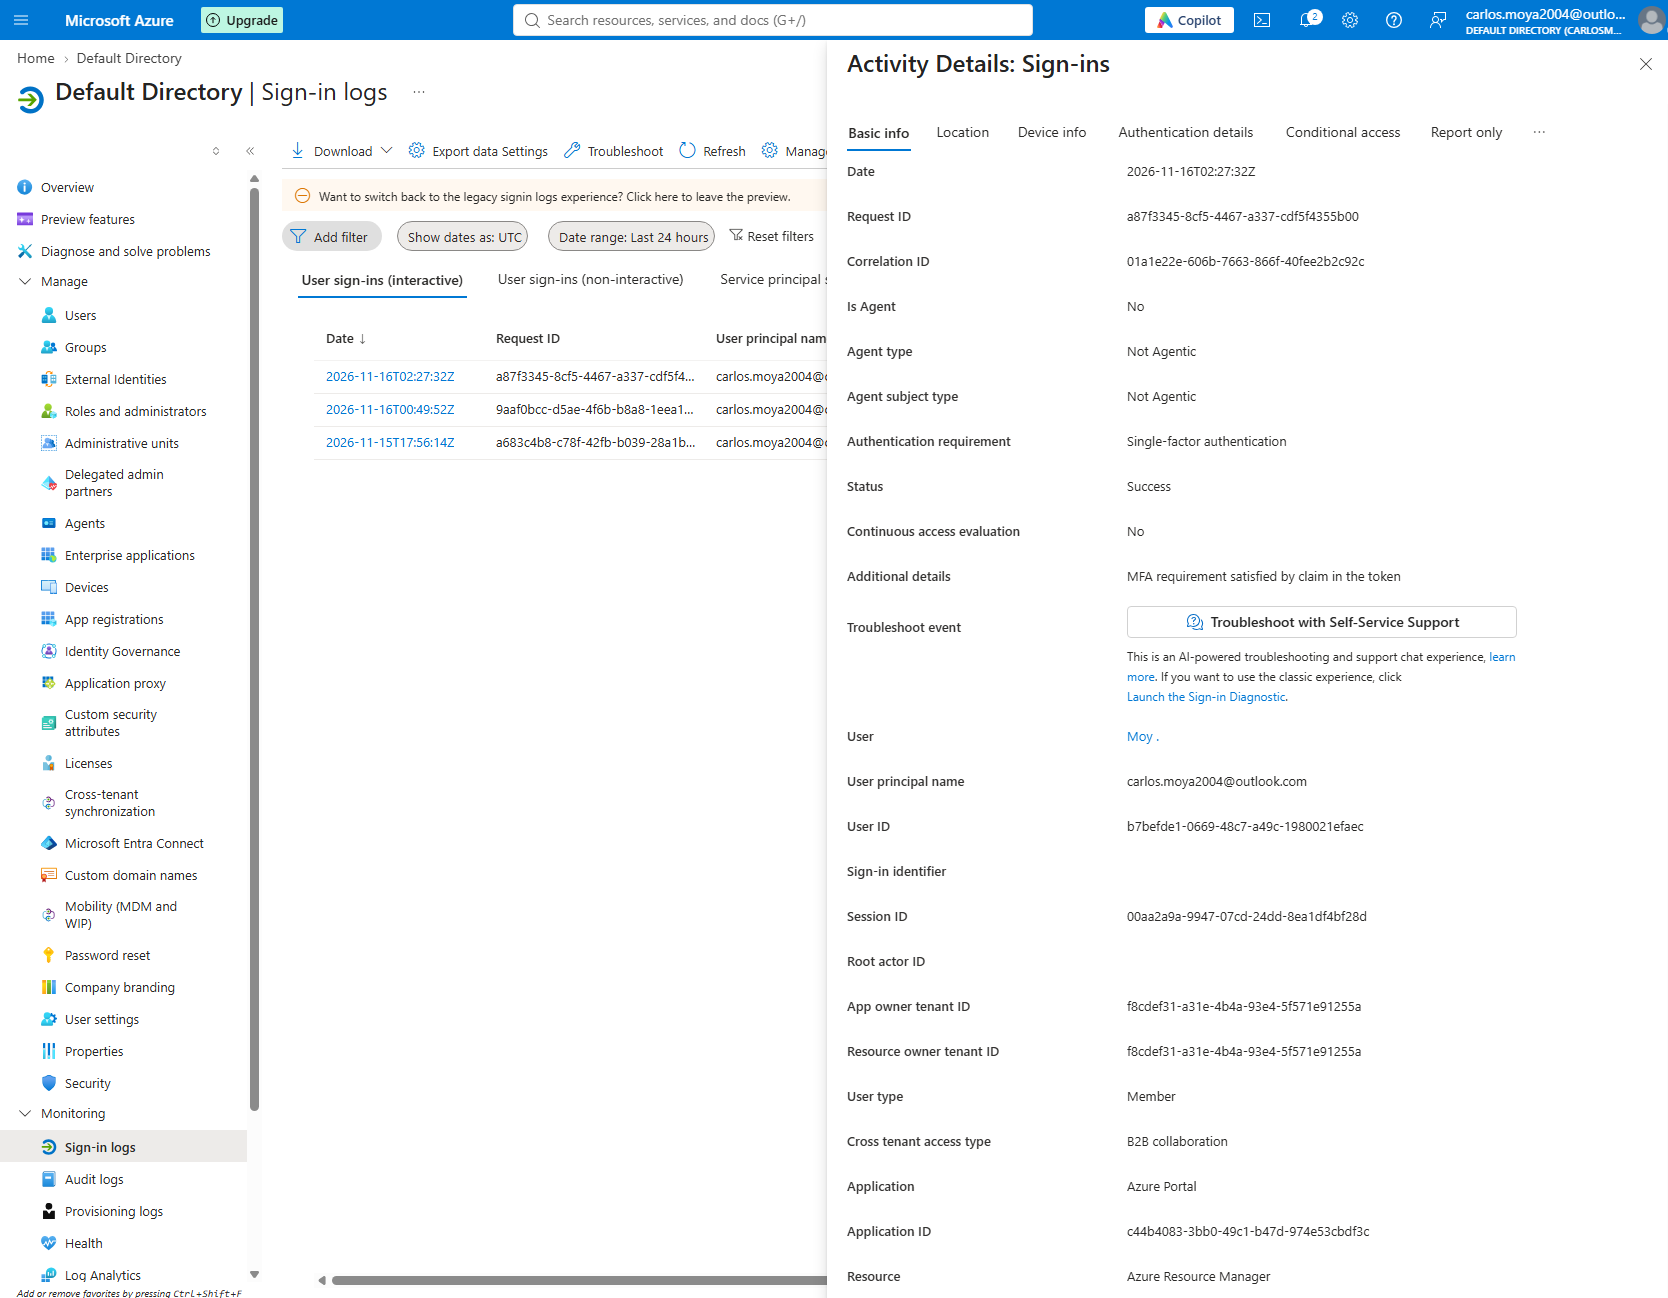 Microsoft Azure
Upgrade
Search resources, services, and docs (G+/)
Copilot
2
carlos.moya2004@outlo...
DEFAULT DIRECTORY (CARLOSM...
Home > Default Directory
Default Directory | Sign-in logs ...
Overview
Preview features
Diagnose and solve problems
Manage
Users
Groups
External Identities
Roles and administrators
Administrative units
Delegated admin
partners
Agents
Enterprise applications
Devices
App registrations
Identity Governance
Application proxy
Custom security
attributes
Licenses
Cross-tenant
synchronization
Microsoft Entra Connect
Custom domain names
Mobility (MDM and
WIP)
Password reset
Company branding
User settings
Properties
Security
Monitoring
Sign-in logs
Audit logs
Provisioning logs
Health
Log Analytics
Add or remove favorites by pressing Ctrl+Shift+F
Download Export data Settings Troubleshoot Refresh Manag
Want to switch back to the legacy signin logs experience? Click here to leave the preview.
Add filter Show dates as: UTC Date range: Last 24 hours Reset filters
User sign-ins (interactive) User sign-ins (non-interactive) Service principal s
Date ↓ Request ID User principal nam
2026-11-16T02:27:32Z a87f3345-8cf5-4467-a337-cdf5f4... carlos.moya2004@
2026-11-16T00:49:52Z 9aaf0bcc-d5ae-4f6b-b8a8-1eea1... carlos.moya2004@
2026-11-15T17:56:14Z a683c4b8-c78f-42fb-b039-28a1b... carlos.moya2004@
Activity Details: Sign-ins
Basic info Location Device info Authentication details Conditional access Report only ...
Date 2026-11-16T02:27:32Z
Request ID a87f3345-8cf5-4467-a337-cdf5f4355b00
Correlation ID 01a1e22e-606b-7663-866f-40fee2b2c92c
Is Agent No
Agent type Not Agentic
Agent subject type Not Agentic
Authentication requirement Single-factor authentication
Status Success
Continuous access evaluation No
Additional details MFA requirement satisfied by claim in the token
Troubleshoot event Troubleshoot with Self-Service Support
This is an AI-powered troubleshooting and support chat experience, learn
more. If you want to use the classic experience, click
Launch the Sign-in Diagnostic.
User Moy .
User principal name carlos.moya2004@outlook.com
User ID b7befde1-0669-48c7-a49c-1980021efaec
Sign-in identifier
Session ID 00aa2a9a-9947-07cd-24dd-8ea1df4bf28d
Root actor ID
App owner tenant ID f8cdef31-a31e-4b4a-93e4-5f571e91255a
Resource owner tenant ID f8cdef31-a31e-4b4a-93e4-5f571e91255a
User type Member
Cross tenant access type B2B collaboration
Application Azure Portal
Application ID c44b4083-3bb0-49c1-b47d-974e53cbdf3c
Resource Azure Resource Manager